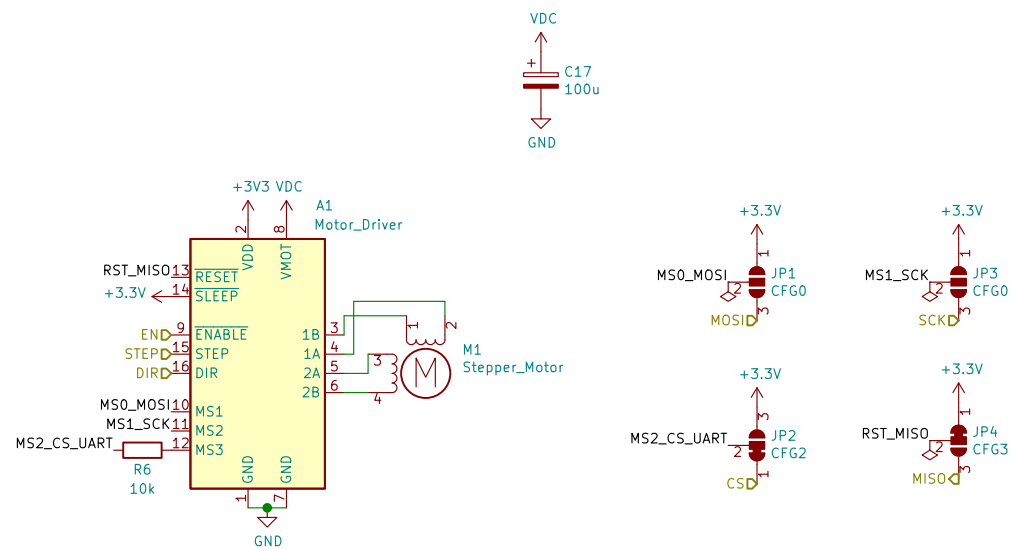 VDC
+
C17
100u
GND
+3V3
VDC
A1
Motor_Driver
2
8
VDD
VMOT
RST_MISO
13
RESET
+3.3V
14
SLEEP
EN
9
ENABLE
STEP
15
STEP
DIR
16
DIR
MS0_MOSI
10
MS1
MS1_SCK
11
MS2
MS2_CS_UART
12
MS3
R6
10k
1B
3
1A
4
2A
5
2B
6
1
2
3
4
M
M1
Stepper_Motor
GND
GND
1
7
GND
+3.3V
1
MS0_MOSI
2
JP1
CFG0
3
MOSI
+3.3V
1
MS1_SCK
2
JP3
CFG0
3
SCK
+3.3V
3
MS2_CS_UART
2
JP2
CFG2
1
CS
+3.3V
1
RST_MISO
2
JP4
CFG3
3
MISO